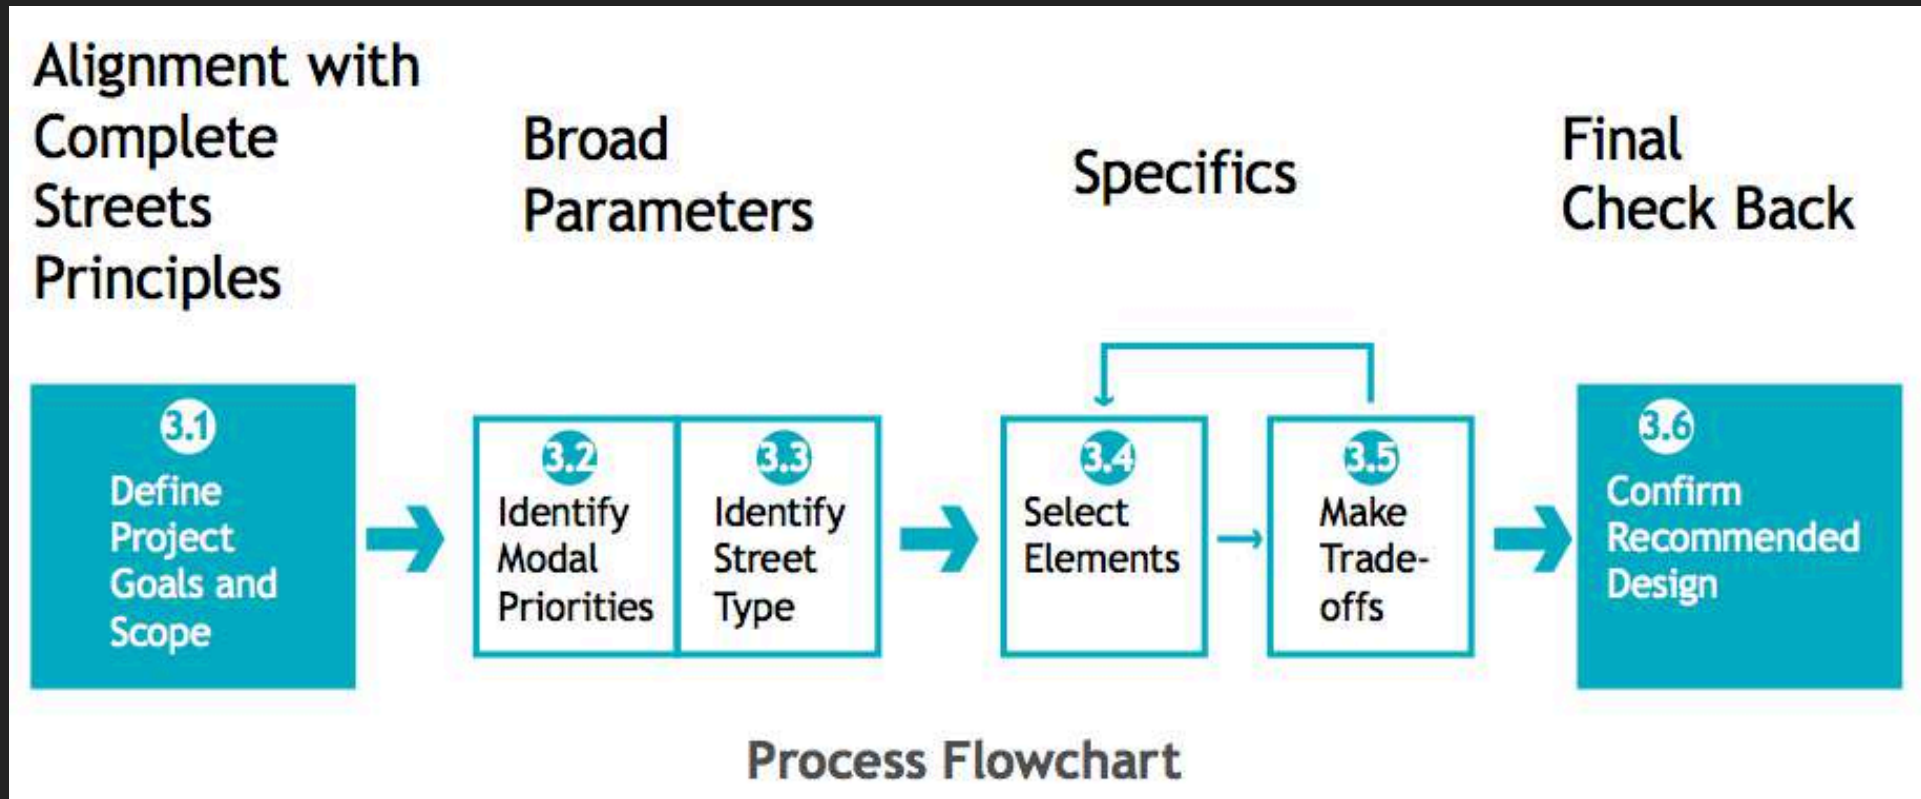 Alignment with
Complete
Streets
Principles
Broad
Parameters
Specifics
Final
Check Back
3.1
Define
Project
Goals and
Scope
3.2
Identify
Modal
Priorities
3.3
Identify
Street
Type
3.4
Select
Elements
3.5
Make
Trade-
offs
3.6
Confirm
Recommended
Design
Process Flowchart